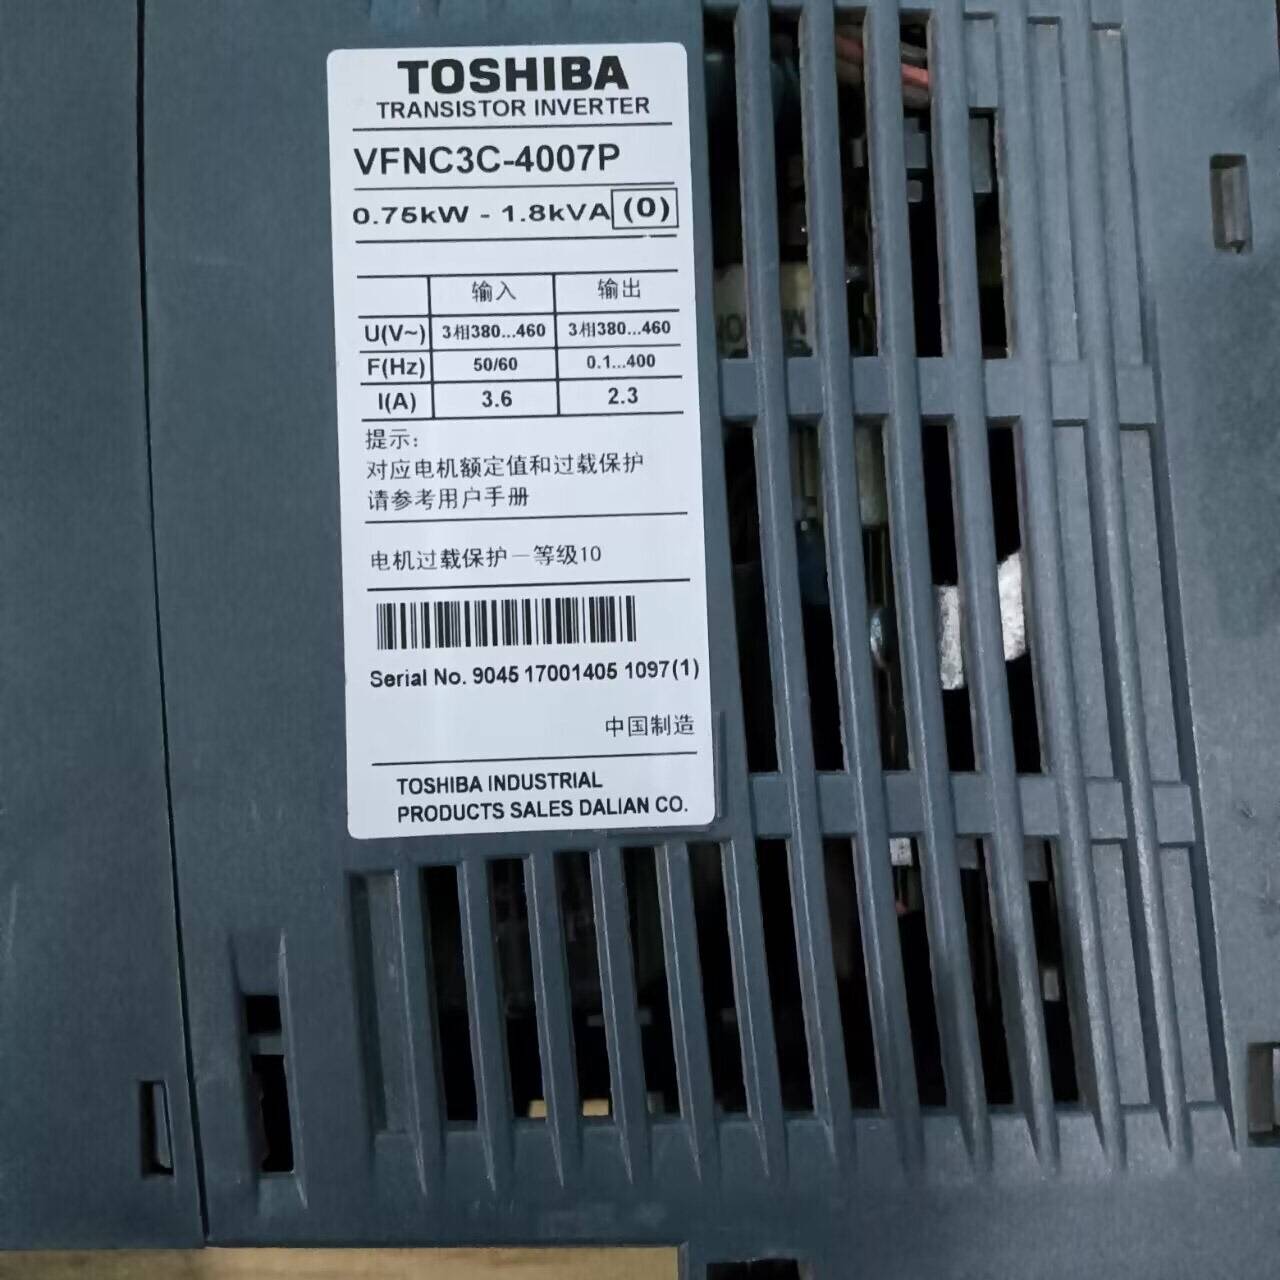 TOSHIBA
TRANSISTOR INVERTER
VFNC3C-4007P
0.75kW - 1.8kVA (0)
输入 输出
U(V~) 3相380...460 3相380...460
F(Hz) 50/60 0.1...400
I(A) 3.6 2.3
提示:
对应电机额定值和过载保护
请参考用户手册
电机过载保护一等级10
Serial No. 9045 17001405 1097(1)
中国制造
TOSHIBA INDUSTRIAL
PRODUCTS SALES DALIAN CO.